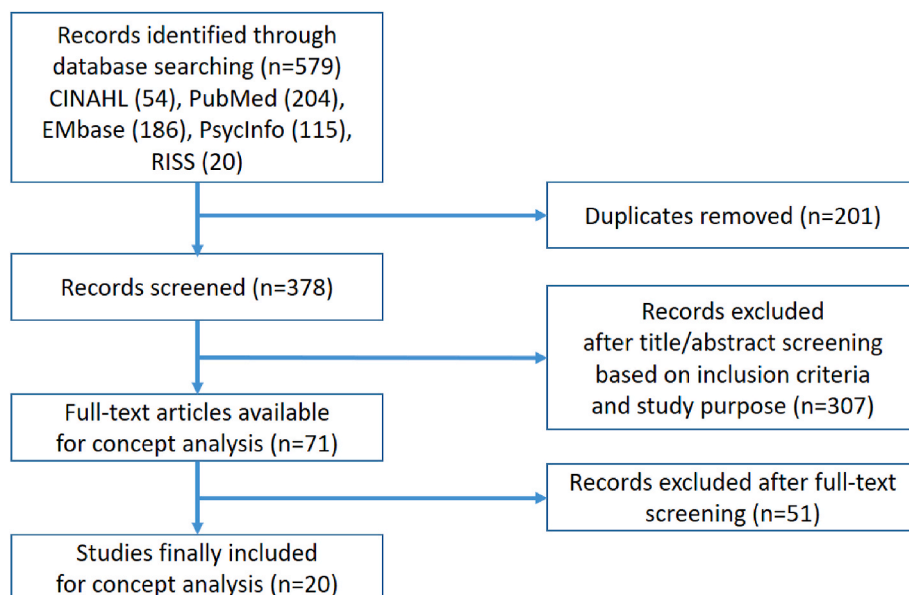 Records identified through
database searching (n=579)
CINAHL (54), PubMed (204),
EMbase (186), PsycInfo (115),
RISS (20)
Duplicates removed (n=201)
Records screened (n=378)
Records excluded
after title/abstract screening
based on inclusion criteria
and study purpose (n=307)
Full-text articles available
for concept analysis (n=71)
Records excluded after full-text
screening (n=51)
Studies finally included
for concept analysis (n=20)